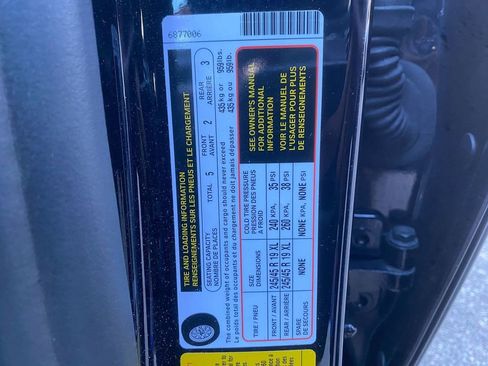 6877006
TIRE AND LOADING INFORMATION
RENSEIGNEMENTS SUR LES PNEUS ET LE CHARGEMENT
SEATING CAPACITY
NOMBRE DE PLACES
TOTAL 5
FRONT
AVANT 2
REAR
ARRIÈRE 3
The combined weight of occupants and cargo should never exceed 435 kg or 959 lbs.
Le poids total des occupants et du chargement ne doit jamais dépasser 435 kg ou 959 lb.
TIRE / PNEU
SIZE
DIMENSIONS
COLD TIRE PRESSURE
PRESSION DES PNEUS
A FROID
FRONT / AVANT 245/45 R 19 XL 240 KPA, 35 PSI
REAR / ARRIÈRE 245/45 R 19 XL 260 KPA, 38 PSI
SPARE
DE SECOURS NONE NONE KPA, NONE PSI
SEE OWNER'S MANUAL
FOR ADDITIONAL
INFORMATION
VOIR LE MANUEL DE
L'USAGER POUR PLUS
DE RENSEIGNEMENTS